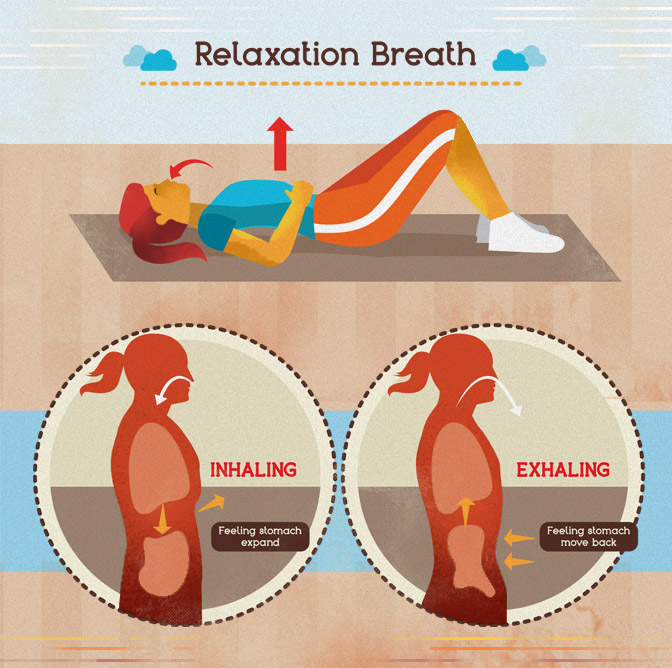 Relaxation Breath
INHALING
Feeling stomach
expand
EXHALING
Feeling stomach
move back